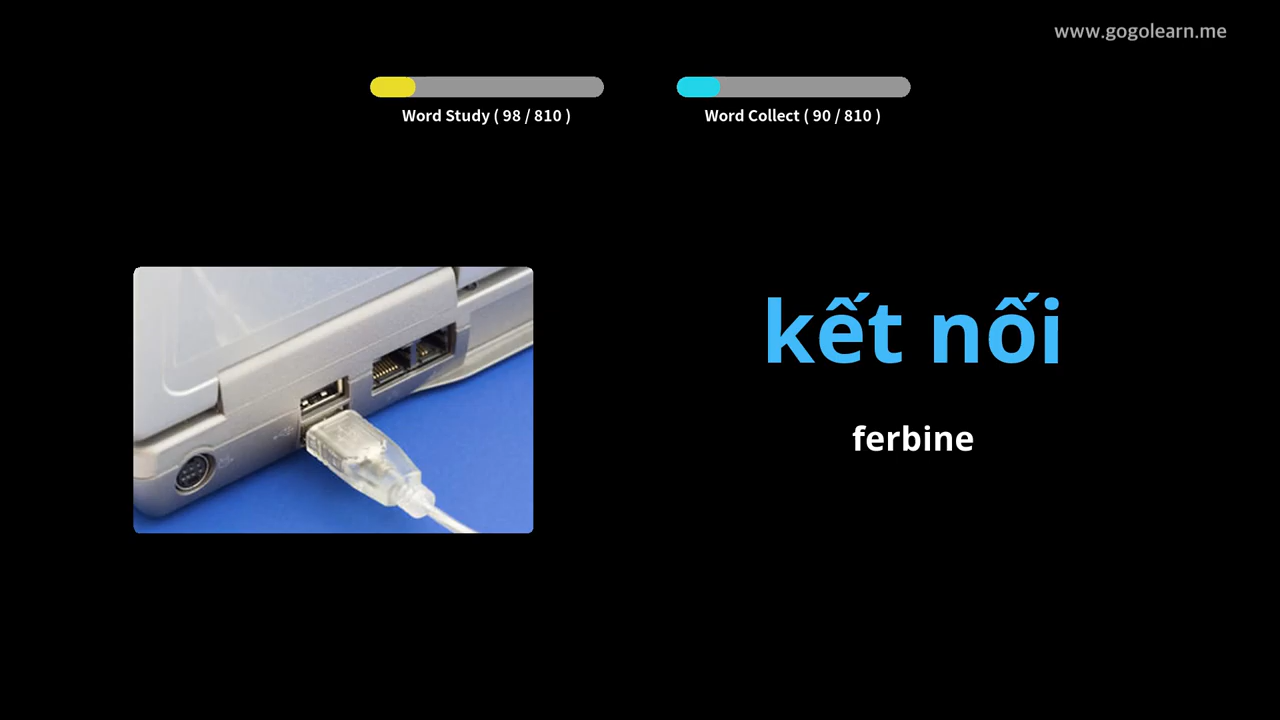 www.gogolearn.me
Word Study ( 98 / 810 )
Word Collect ( 90 / 810 )
kết nối
ferbine